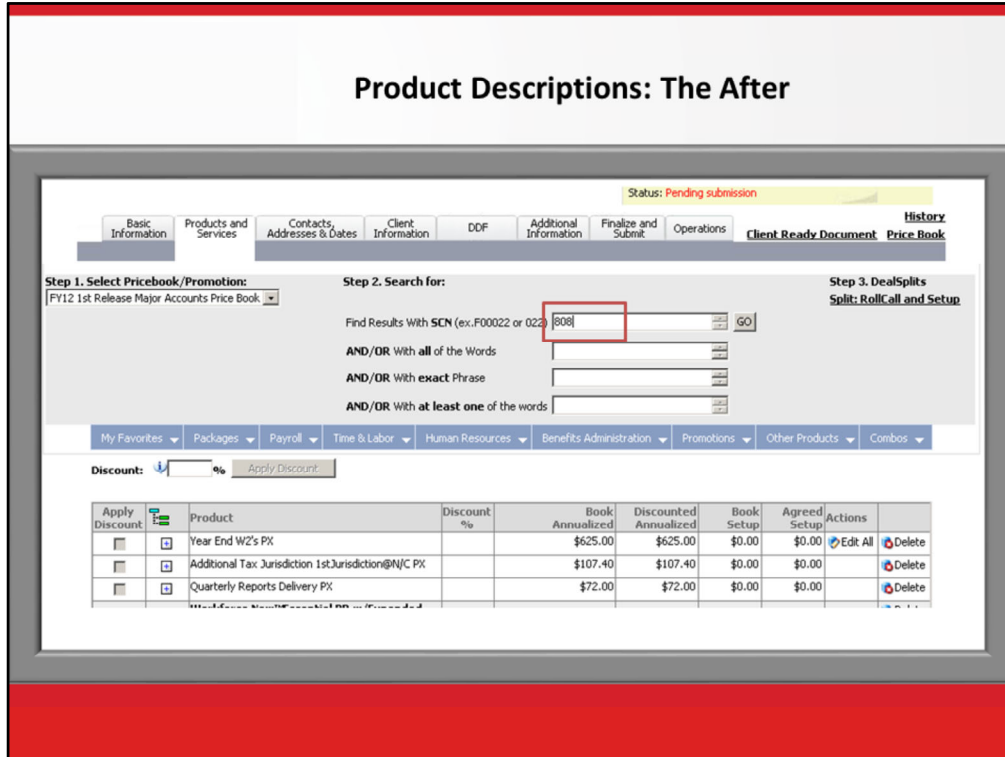 Product Descriptions: The After
Status: Pending submission
Basic Information
Products and Services
Contacts, Addresses & Dates
Client Information
DDF
Additional Information
Finalize and Submit
Operations
History
Client Ready Document
Price Book
Step 1. Select Pricebook/Promotion:
Step 2. Search for:
Step 3. DealSplits
FY12 1st Release Major Accounts Price Book
Split: RollCall and Setup
Find Results With SCN (ex.F00022 or 022) 808 GO
AND/OR With all of the Words
AND/OR With exact Phrase
AND/OR With at least one of the words
My Favorites Packages Payroll Time & Labor Human Resources Benefits Administration Promotions Other Products Combos
Discount: % Apply Discount
Apply Discount Product Discount % Book Annualized Discounted Annualized Book Setup Agreed Setup Actions
Year End W2's PX $625.00 $625.00 $0.00 $0.00 Edit All Delete
Additional Tax Jurisdiction 1stJurisdiction@N/C PX $107.40 $107.40 $0.00 $0.00 Delete
Quarterly Reports Delivery PX $72.00 $72.00 $0.00 $0.00 Delete